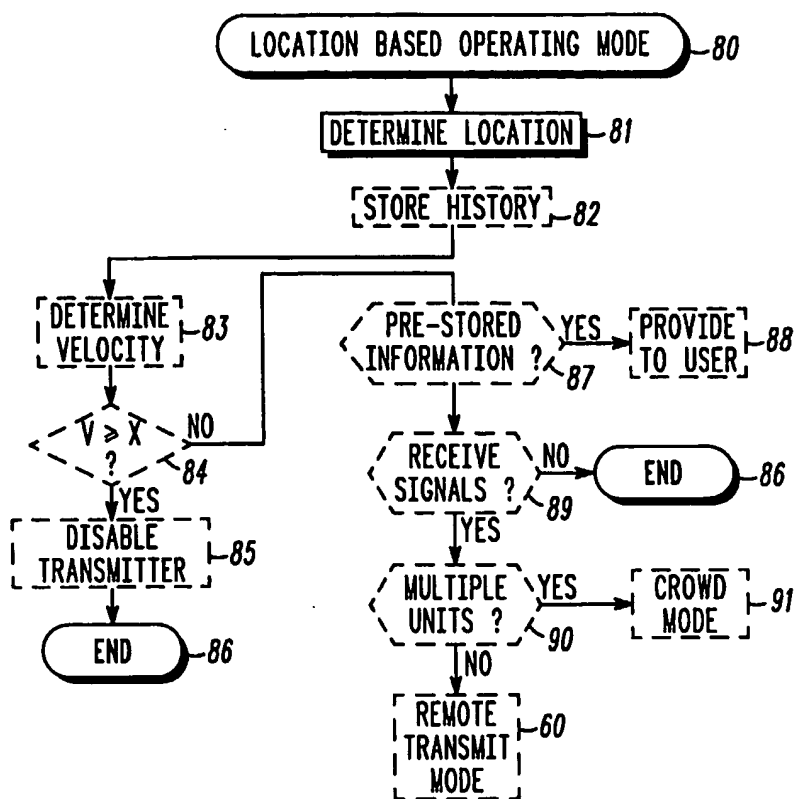 LOCATION BASED OPERATING MODE
80
DETERMINE LOCATION
81
STORE HISTORY
82
DETERMINE
VELOCITY
83
V ⩾ X
?
84
NO
YES
DISABLE
TRANSMITTER
85
END
86
PRE-STORED
INFORMATION ?
87
YES
PROVIDE
TO USER
88
RECEIVE
SIGNALS ?
89
NO
END
86
YES
MULTIPLE
UNITS ?
90
YES
CROWD
MODE
91
NO
REMOTE
TRANSMIT
MODE
60